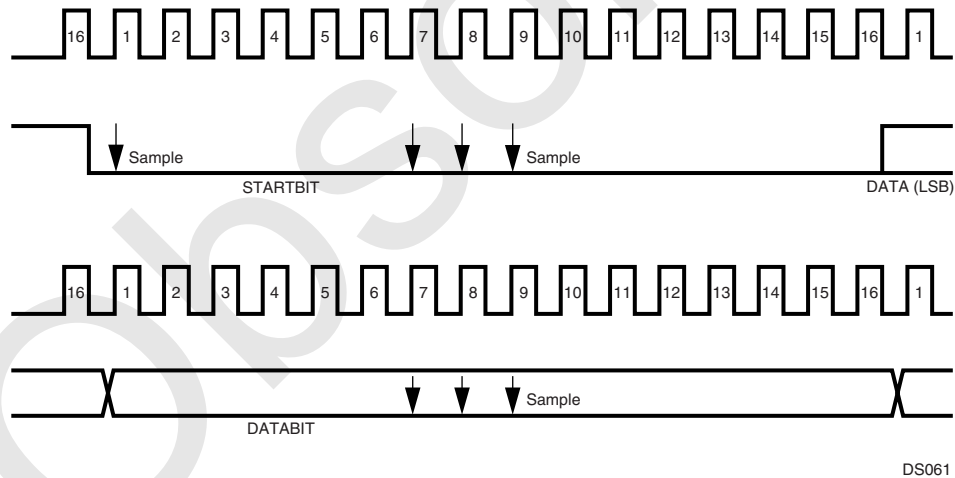 16 1 2 3 4 5 6 7 8 9 10 11 12 13 14 15 16 1
Sample Sample
STARTBIT DATA (LSB)
16 1 2 3 4 5 6 7 8 9 10 11 12 13 14 15 16 1
Sample
DATABIT
DS061